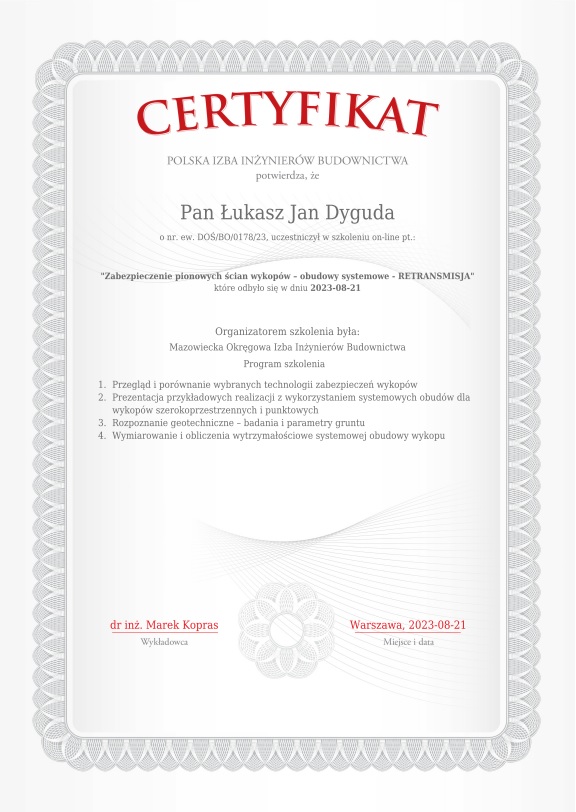 CERTYFIKAT
POLSKA IZBA INŻYNIERÓW BUDOWNICTWA
potwierdza, że
Pan Łukasz Jan Dyguda
o nr. ew. DOŚ/BO/0178/23, uczestniczył w szkoleniu on-line pt.:
"Zabezpieczenie pionowych ścian wykopów – obudowy systemowe - RETRANSMISJA"
które odbyło się w dniu 2023-08-21
Organizatorem szkolenia była:
Mazowiecka Okręgowa Izba Inżynierów Budownictwa
Program szkolenia
1. Przegląd i porównanie wybranych technologii zabezpieczeń wykopów
2. Prezentacja przykładowych realizacji z wykorzystaniem systemowych obudów dla
wykopów szerokoprzestrzennych i punktowych
3. Rozpoznanie geotechniczne – badania i parametry gruntu
4. Wymiarowanie i obliczenia wytrzymałościowe systemowej obudowy wykopu
dr inż. Marek Kopras Warszawa, 2023-08-21
Wykładowca Miejsce i data